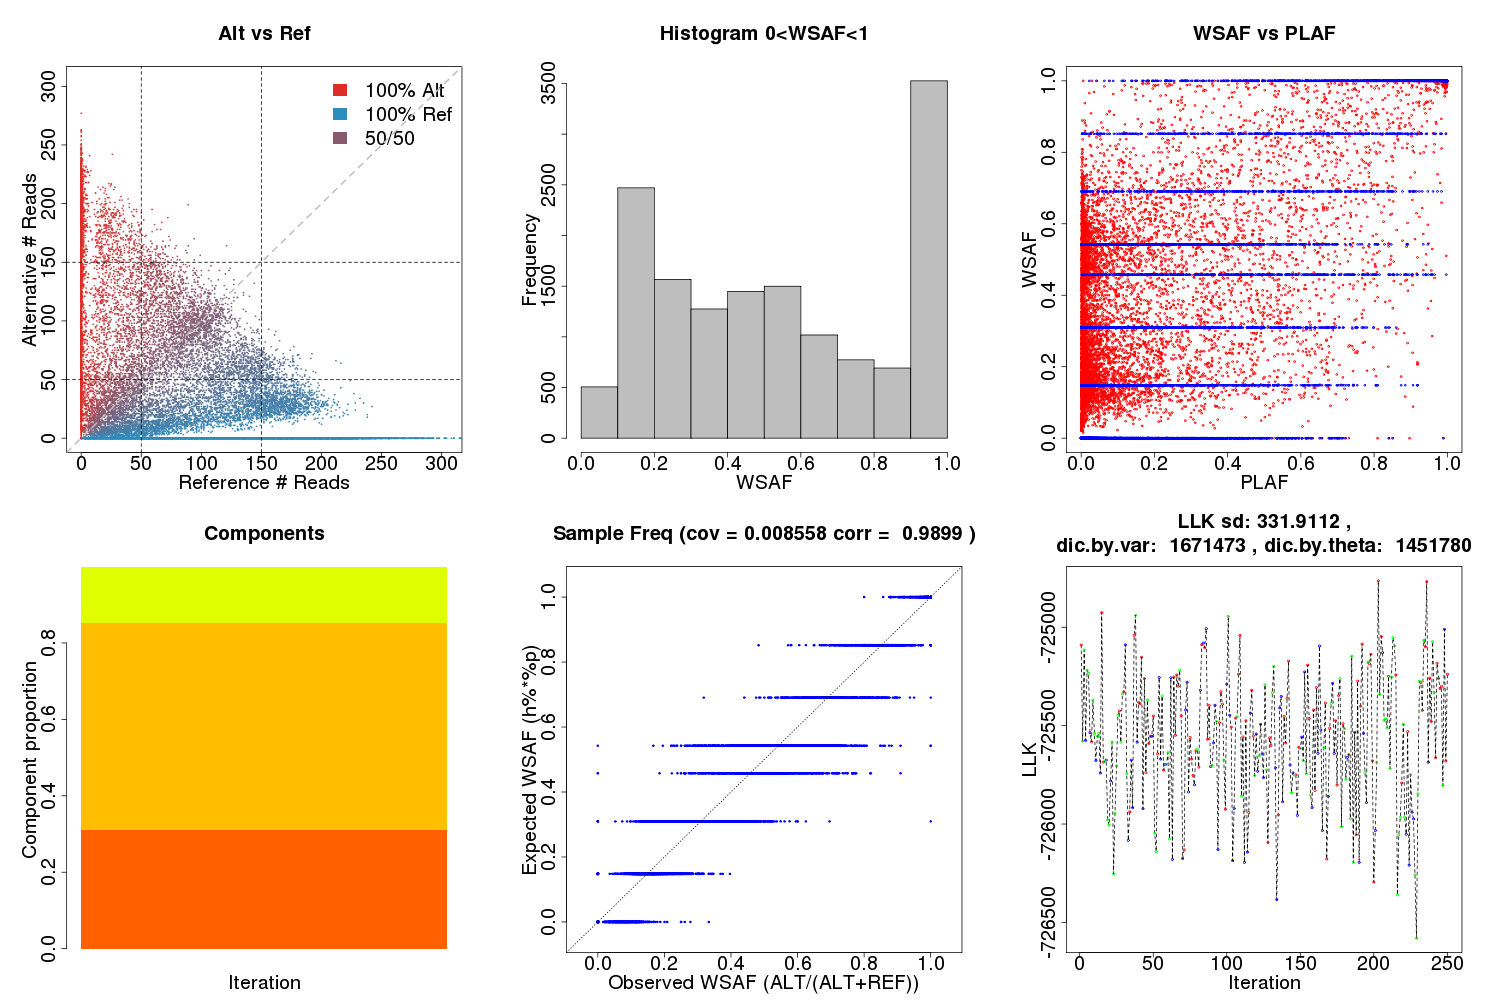 Alt vs Ref
300
250
200
150
100
50
0
Alternative # Reads
100% Alt
100% Ref
50/50
0 50 100 150 200 250 300
Reference # Reads
Histogram 0<WSAF<1
3500
2500
1500
500
0
Frequency
0.0 0.2 0.4 0.6 0.8 1.0
WSAF
WSAF vs PLAF
1.0
0.8
0.6
0.4
0.2
0.0
WSAF
0.0 0.2 0.4 0.6 0.8 1.0
PLAF
Components
0.8
0.6
0.4
0.2
0.0
Component proportion
Iteration
Sample Freq (cov = 0.008558 corr = 0.9899 )
1.0
0.8
0.6
0.4
0.2
0.0
Expected WSAF (h%*%p)
0.0 0.2 0.4 0.6 0.8 1.0
Observed WSAF (ALT/(ALT+REF))
LLK sd: 331.9112 ,
dic.by.var: 1671473 , dic.by.theta: 1451780
-725000
-725500
-726000
-726500
LLK
0 50 100 150 200 250
Iteration